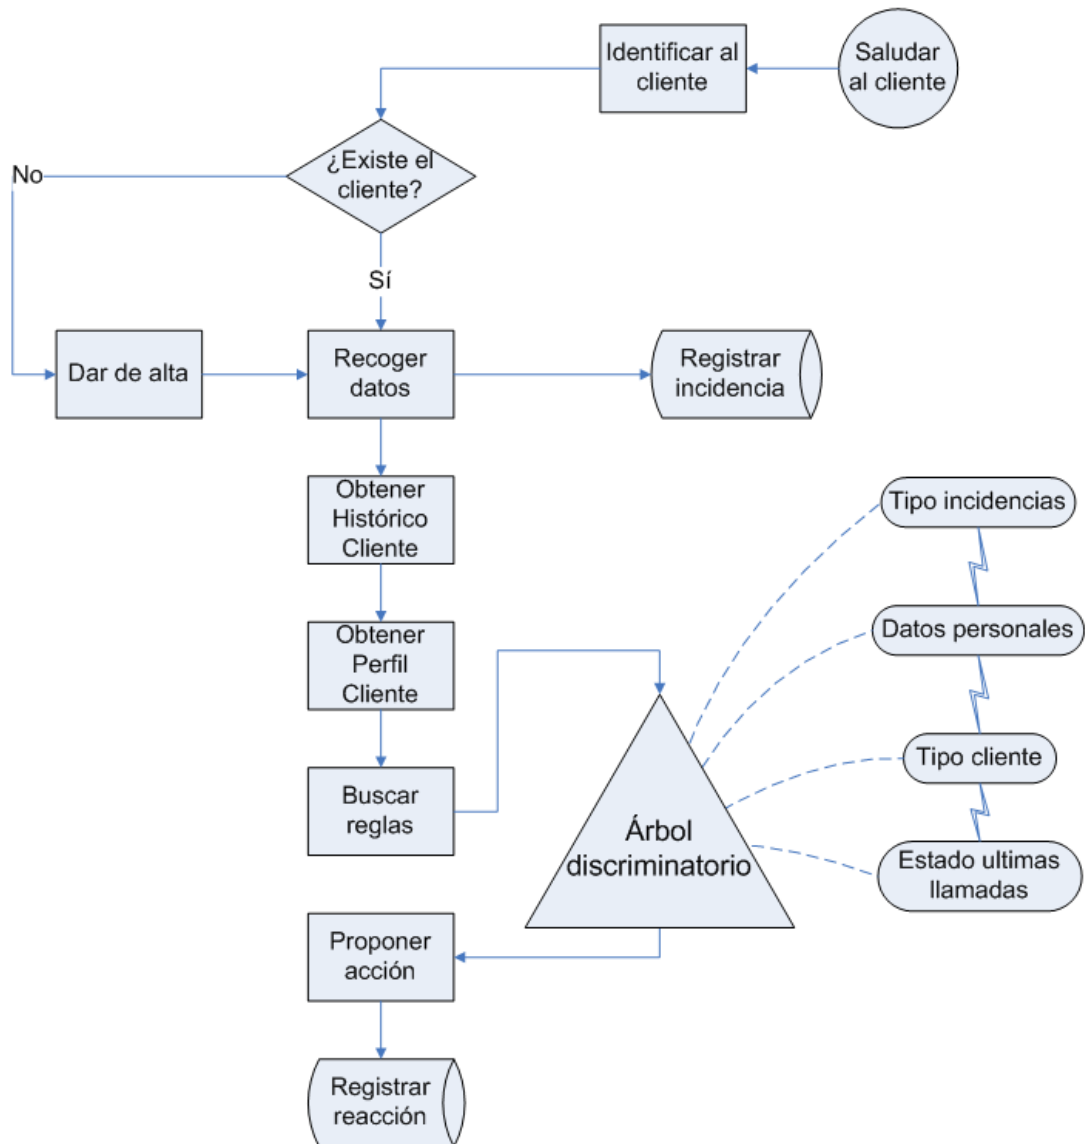 Saludar
al cliente
Identificar al
cliente
¿Existe el
cliente?
No
Sí
Dar de alta
Recoger
datos
Registrar
incidencia
Obtener
Histórico
Cliente
Obtener
Perfil
Cliente
Buscar
reglas
Árbol
discriminatorio
Tipo incidencias
Datos personales
Tipo cliente
Estado ultimas
llamadas
Proponer
acción
Registrar
reacción